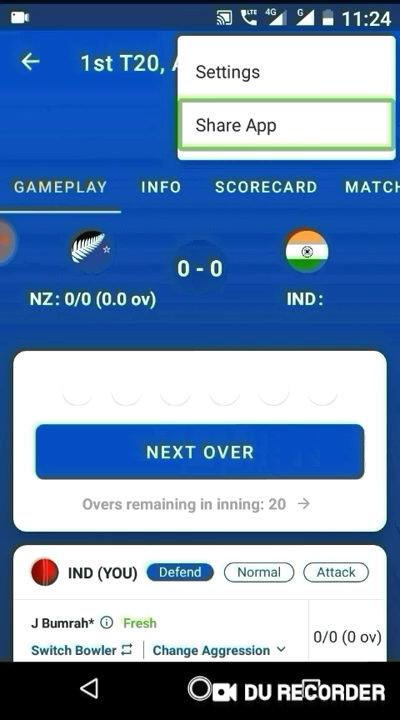 LTE 4G G 11:24
1st T20,
Settings
Share App
GAMEPLAY INFO SCORECARD MATCH
0 - 0
NZ: 0/0 (0.0 ov) IND:
NEXT OVER
Overs remaining in inning: 20 →
IND (YOU) Defend Normal Attack
J Bumrah* Fresh
0/0 (0 ov)
Switch Bowler Change Aggression
DU RECORDER